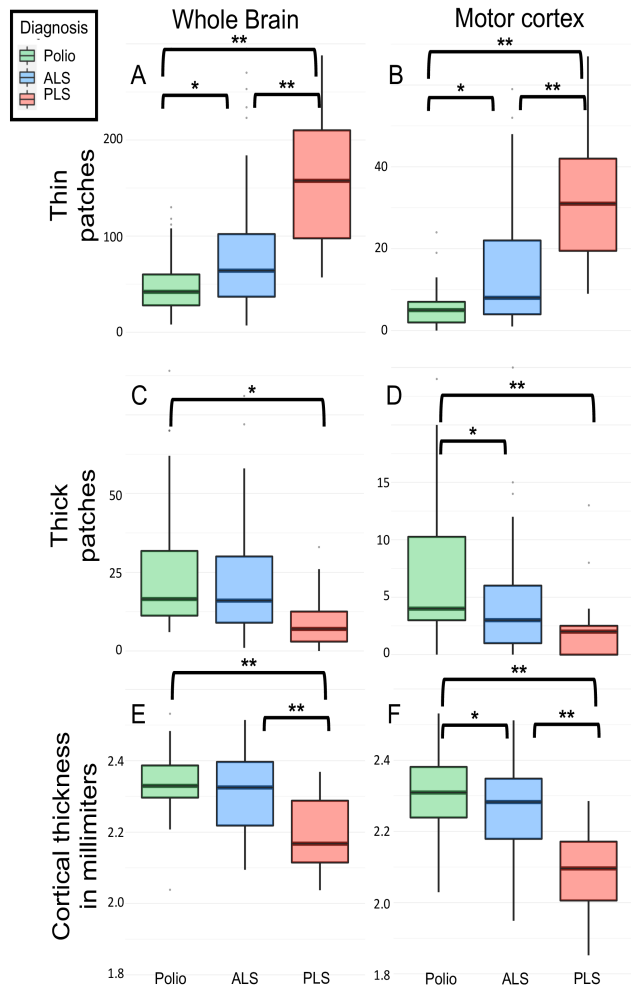 Diagnosis
Polio
ALS
PLS
Whole Brain
Motor cortex
Thin
patches
A
**
*
**
200
100
0
B
**
*
**
40
20
0
Thick
patches
C
*
50
25
0
D
**
*
15
10
5
0
Cortical thickness
in millimiters
E
**
**
2.4
2.2
2.0
1.8
Polio
ALS
PLS
F
**
*
**
2.4
2.2
2.0
1.8
Polio
ALS
PLS